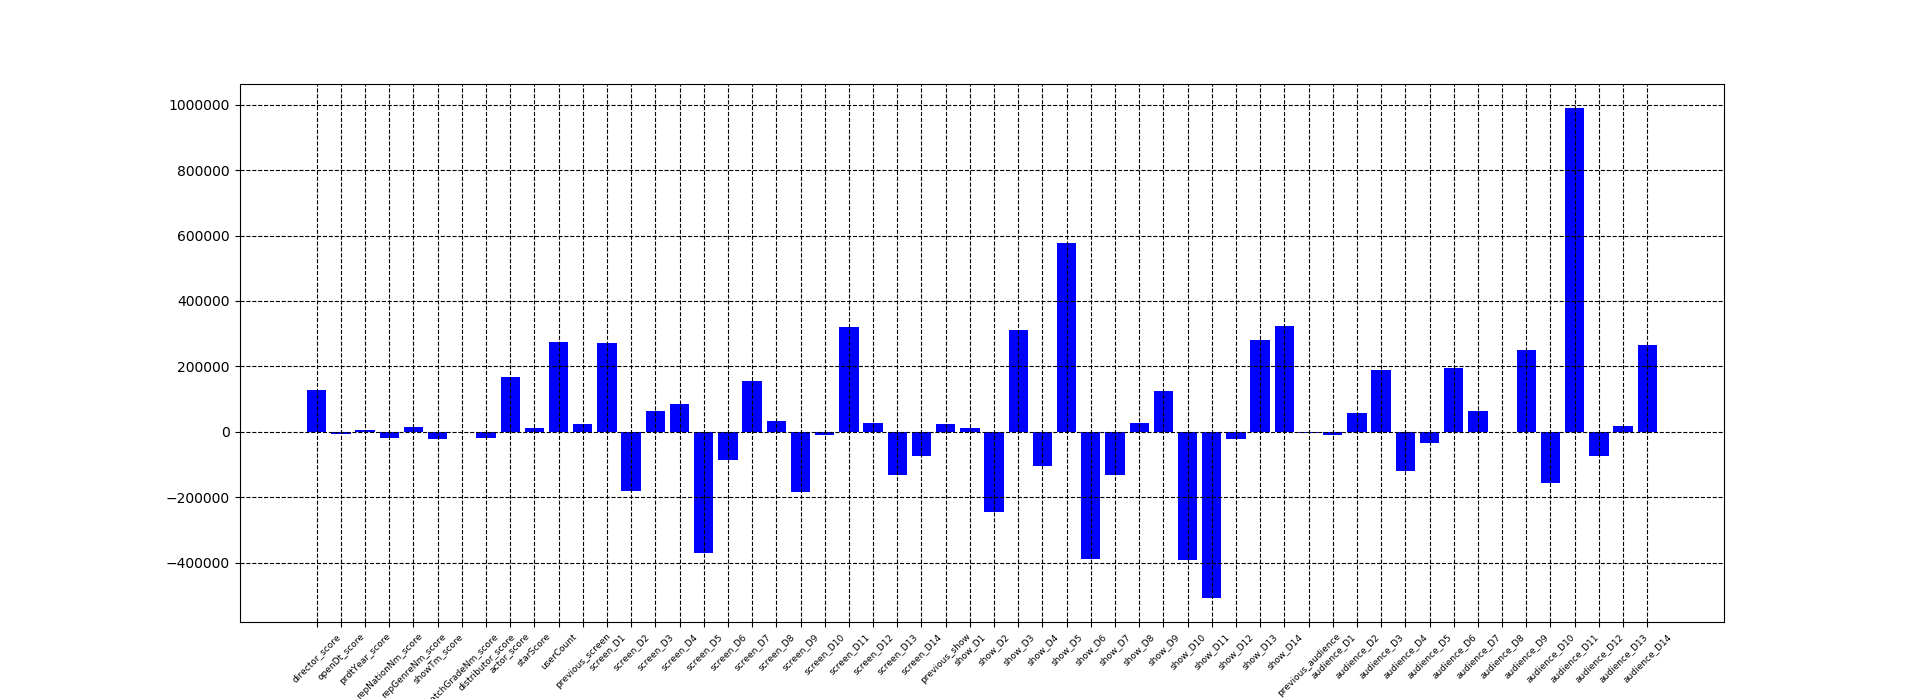 1000000
800000
600000
400000
200000
0
−200000
−400000
director_score
openDt_score
prdtYear_score
repNationNm_score
repGenreNm_score
showTm_score
atchGradeNm_score
distributor_score
actor_score
starScore
userCount
previous_screen
screen_D1
screen_D2
screen_D3
screen_D4
screen_D5
screen_D6
screen_D7
screen_D8
screen_D9
screen_D10
screen_D11
screen_D12
screen_D13
screen_D14
previous_show
show_D1
show_D2
show_D3
show_D4
show_D5
show_D6
show_D7
show_D8
show_D9
show_D10
show_D11
show_D12
show_D13
show_D14
previous_audience
audience_D1
audience_D2
audience_D3
audience_D4
audience_D5
audience_D6
audience_D7
audience_D8
audience_D9
audience_D10
audience_D11
audience_D12
audience_D13
audience_D14